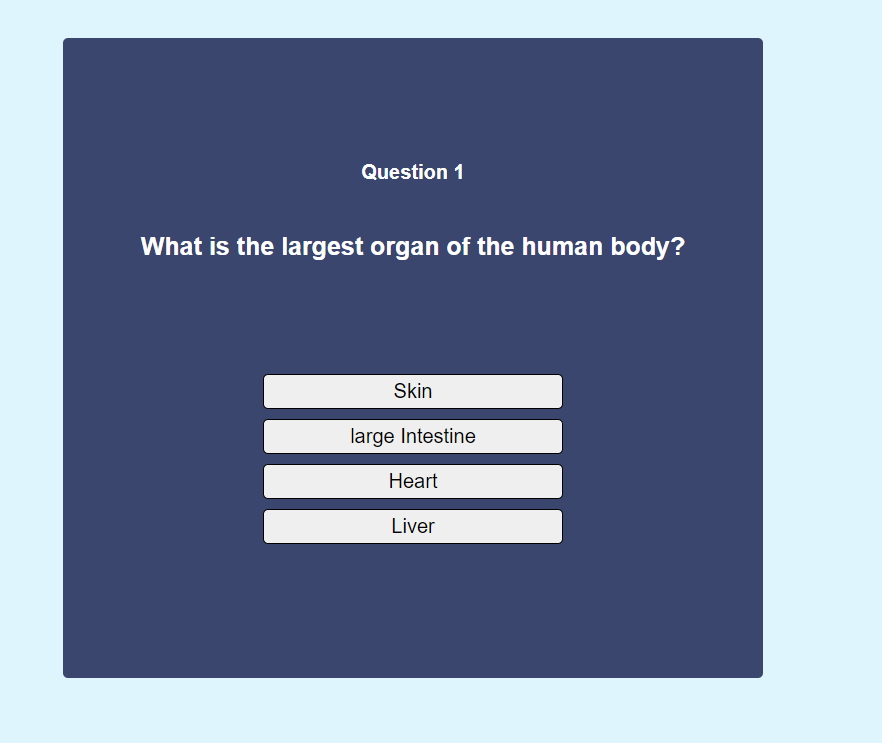 Question 1
What is the largest organ of the human body?
Skin
large Intestine
Heart
Liver